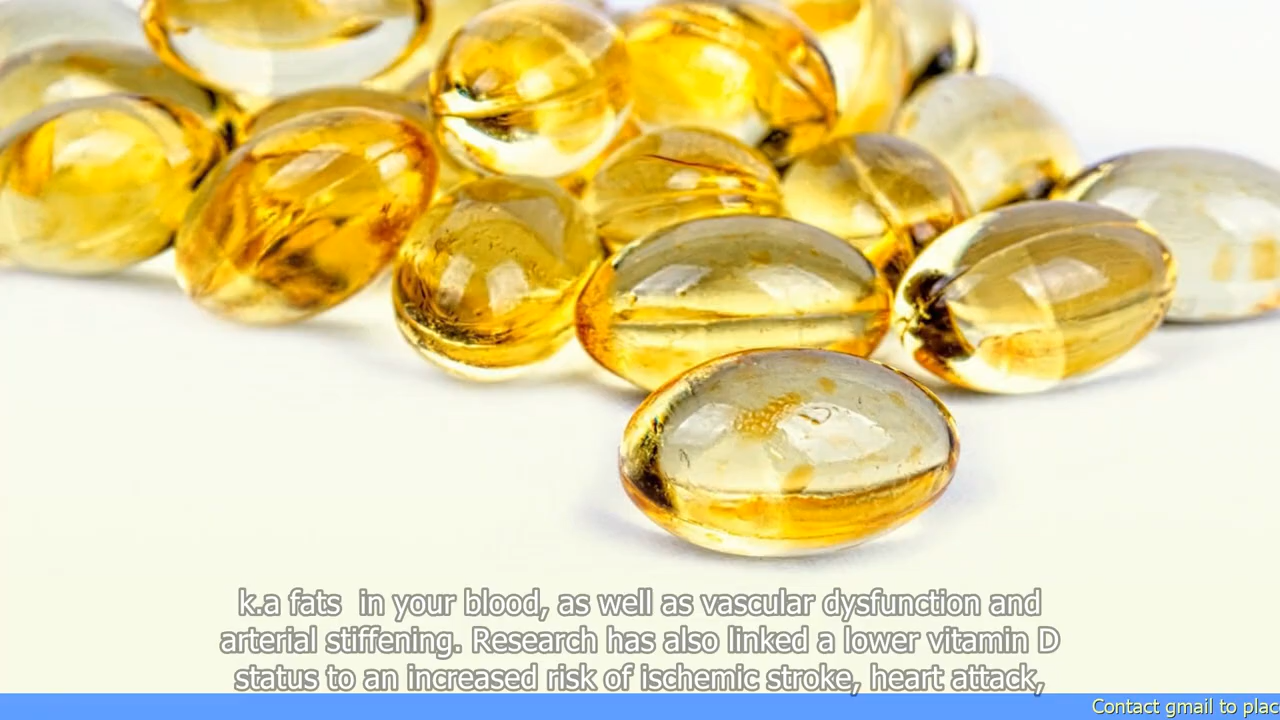 k.a fats  in your blood, as well as vascular dysfunction and
arterial stiffening. Research has also linked a lower vitamin D
status to an increased risk of ischemic stroke, heart attack,
Contact gmail to plac